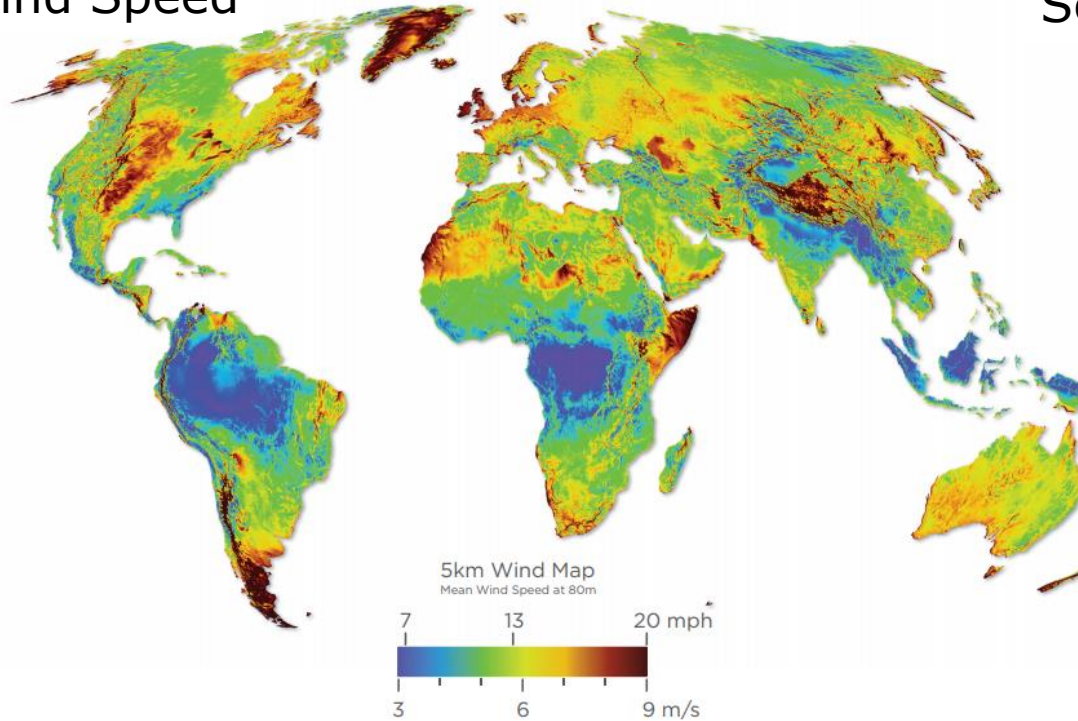 ind Speed
5km Wind Map
Mean Wind Speed at 80m
7 13 20 mph
3 6 9 m/s